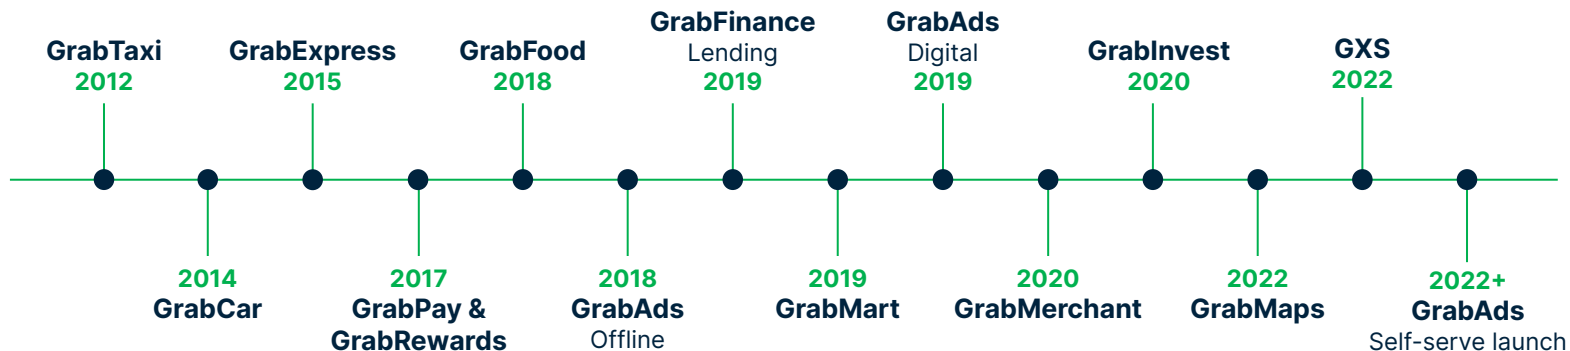 GrabTaxi
2012
2014
GrabCar
GrabExpress
2015
2017
GrabPay &
GrabRewards
GrabFood
2018
2018
GrabAds
Offline
GrabFinance
Lending
2019
2019
GrabMart
GrabAds
Digital
2019
2020
GrabMerchant
GrabInvest
2020
2022
GrabMaps
GXS
2022
2022+
GrabAds
Self-serve launch